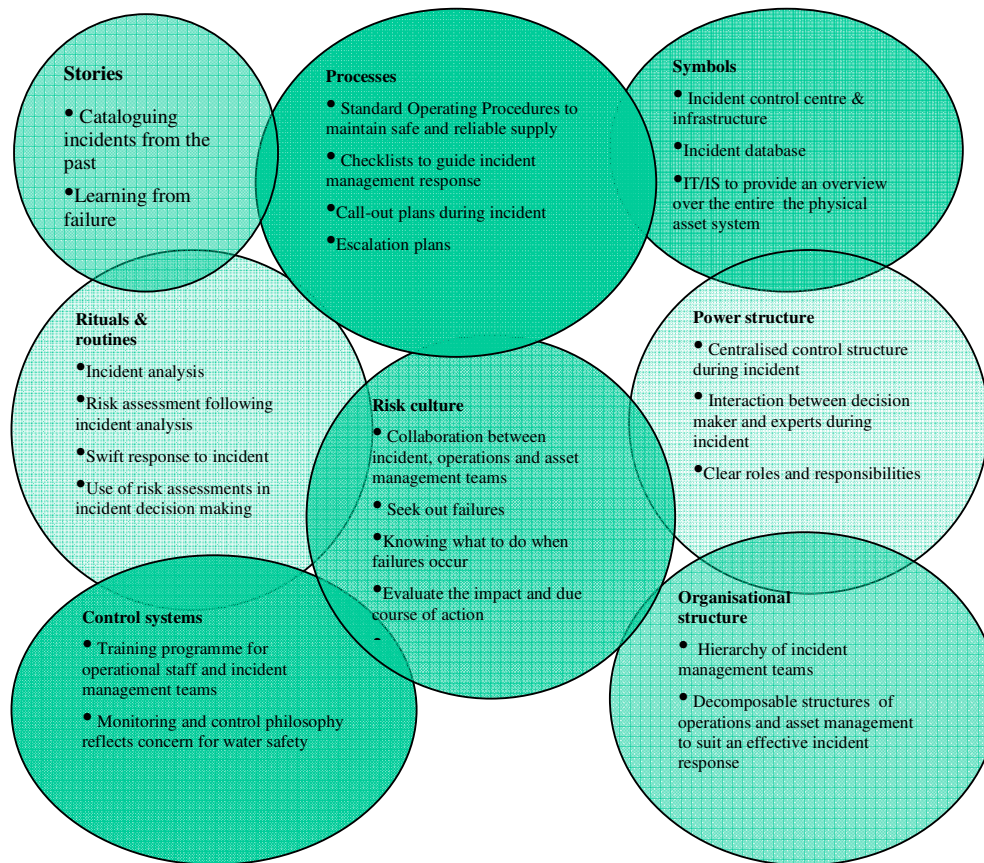 Stories
• Cataloguing
incidents from the
past
•Learning from
failure
Processes
• Standard Operating Procedures to
maintain safe and reliable supply
• Checklists to guide incident
management response
•Call-out plans during incident
•Escalation plans
Symbols
• Incident control centre &
infrastructure
•Incident database
• IT/IS to provide an overview
over the entire the physical
asset system
Rituals &
routines
•Incident analysis
•Risk assessment following
incident analysis
•Swift response to incident
•Use of risk assessments in
incident decision making
Risk culture
• Collaboration between
incident, operations and asset
management teams
• Seek out failures
•Knowing what to do when
failures occur
•Evaluate the impact and due
course of action
•
Power structure
• Centralised control structure
during incident
• Interaction between decision
maker and experts during
incident
•Clear roles and responsibilities
Control systems
• Training programme for
operational staff and incident
management teams
• Monitoring and control philosophy
reflects concern for water safety
Organisational
structure
• Hierarchy of incident
management teams
• Decomposable structures of
operations and asset management
to suit an effective incident
response